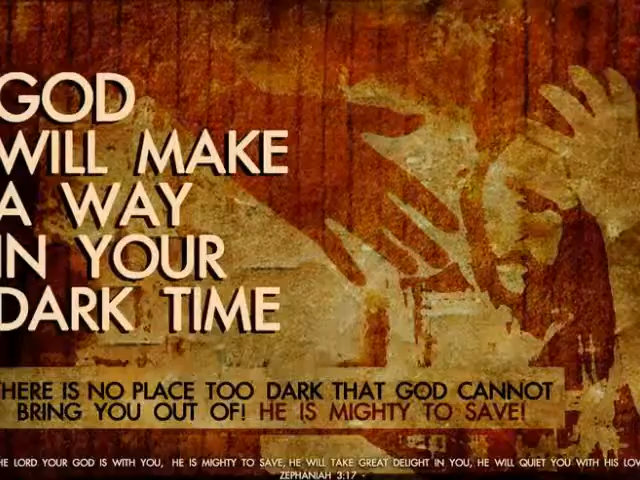 GOD
WILL MAKE
A WAY
IN YOUR
DARK TIME
HERE IS NO PLACE TOO DARK THAT GOD CANNOT
BRING YOU OUT OF! HE IS MIGHTY TO SAVE!
HE LORD YOUR GOD IS WITH YOU, HE IS MIGHTY TO SAVE, HE WILL TAKE GREAT DELIGHT IN YOU, HE WILL QUIET YOU WITH HIS LOV
ZEPHANIAH 3:17 -